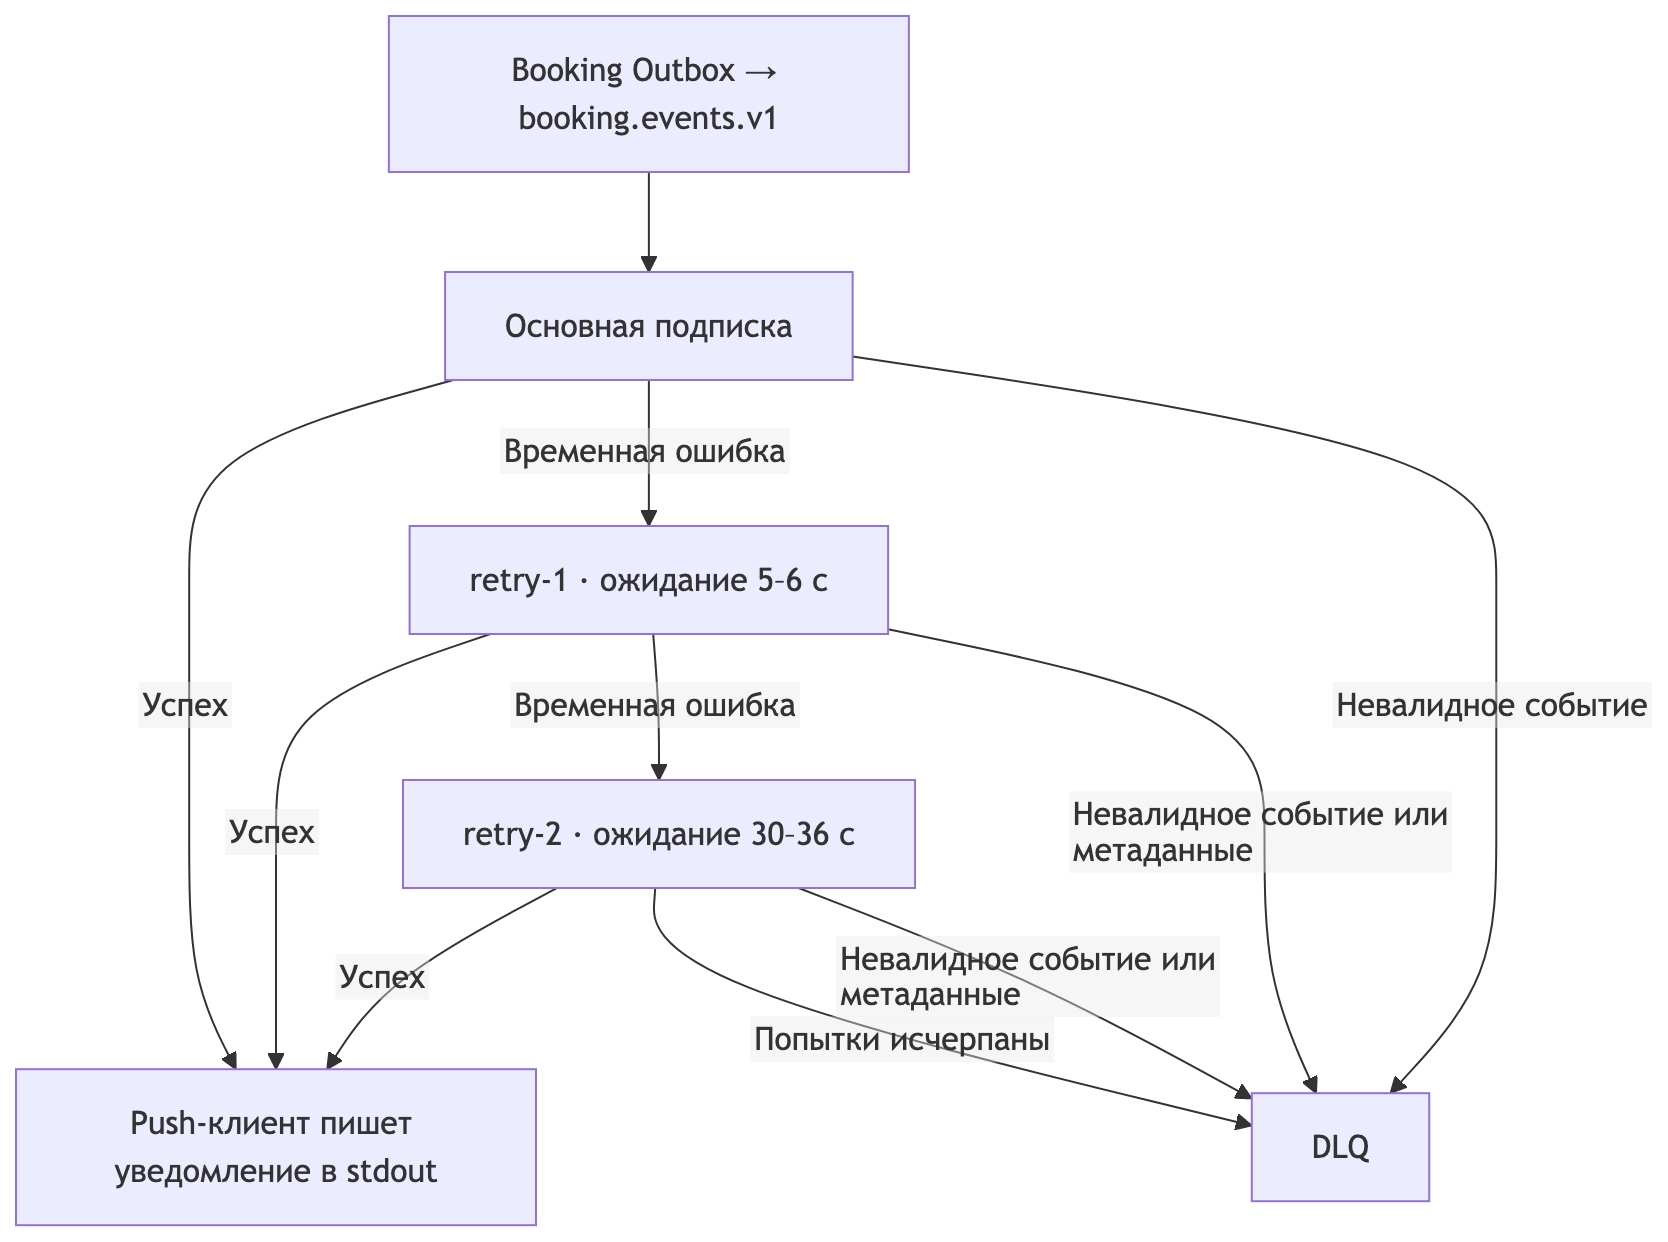 Booking Outbox →
booking.events.v1
Основная подписка
Временная ошибка
retry-1 · ожидание 5–6 с
Успех
Временная ошибка
Невалидное событие
Успех
retry-2 · ожидание 30–36 с
Невалидное событие или
метаданные
Успех
Невалидное событие или
метаданные
Попытки исчерпаны
Push-клиент пишет
уведомление в stdout
DLQ